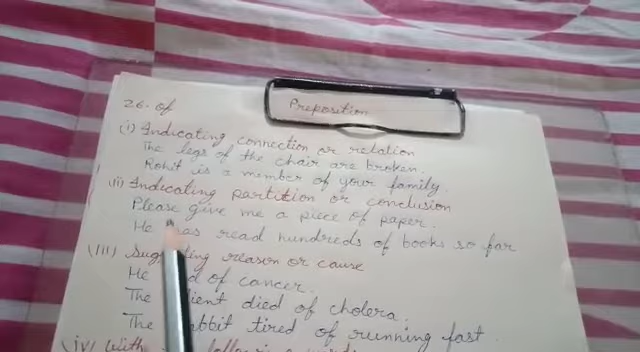 Preposition
26. of
(i) Indicating connection or relation
The legs of the chair are broken.
Rohit is a member of your family.
(ii) Indicating partition or conclusion
Please give me a piece of paper.
He has read hundreds of books so far
(iii) reason or cause
He of cancer.
The died of cholera.
The tired of running fast.
(iv) With